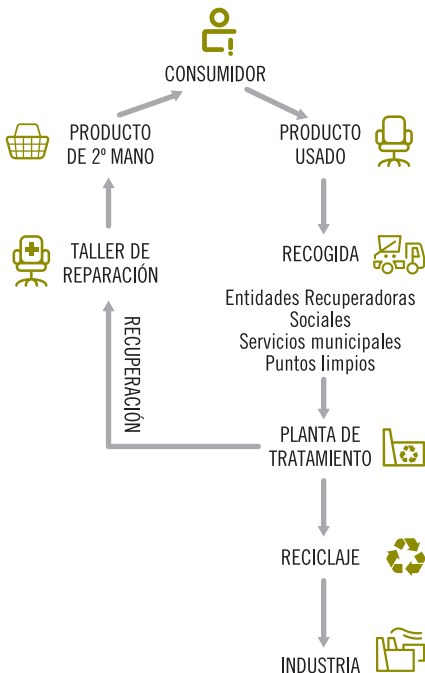 CONSUMIDOR
PRODUCTO
DE 2º MANO
PRODUCTO
USADO
TALLER DE
REPARACIÓN
RECOGIDA
Entidades Recuperadoras
Sociales
Servicios municipales
Puntos limpios
RECUPERACIÓN
PLANTA DE
TRATAMIENTO
RECICLAJE
INDUSTRIA